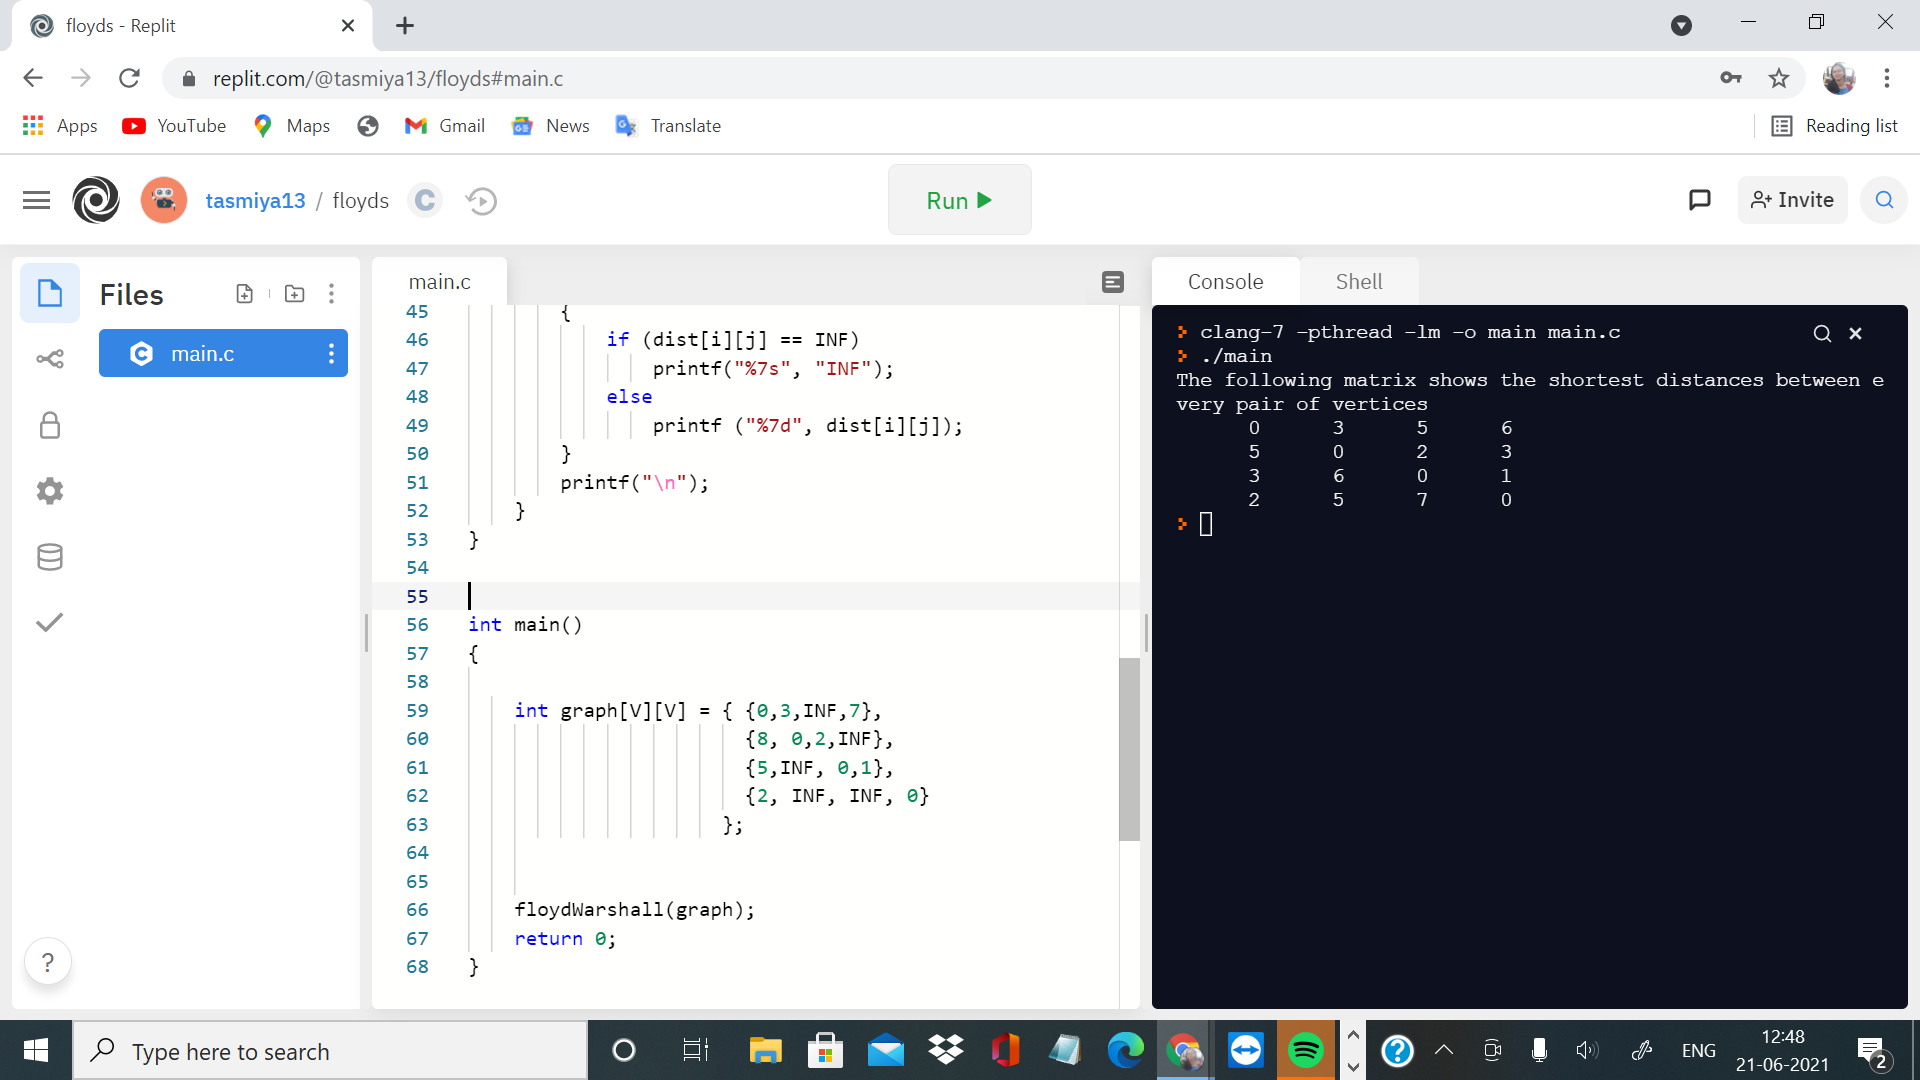 floyds - Replit
replit.com/@tasmiya13/floyds#main.c
Apps YouTube Maps Gmail News Translate Reading list
tasmiya13 / floyds C Run Invite
Files
main.c
main.c
45 {
46 if (dist[i][j] == INF)
47 printf("%7s", "INF");
48 else
49 printf ("%7d", dist[i][j]);
50 }
51 printf("\n");
52 }
53 }
54
55
56 int main()
57 {
58
59 int graph[V][V] = { {0,3,INF,7},
60 {8, 0,2,INF},
61 {5,INF, 0,1},
62 {2, INF, INF, 0}
63 };
64
65
66 floydWarshall(graph);
67 return 0;
68 }
Console Shell
clang-7 -pthread -lm -o main main.c
./main
The following matrix shows the shortest distances between e
very pair of vertices
0 3 5 6
5 0 2 3
3 6 0 1
2 5 7 0
?
Type here to search
ENG
12:48
21-06-2021
2